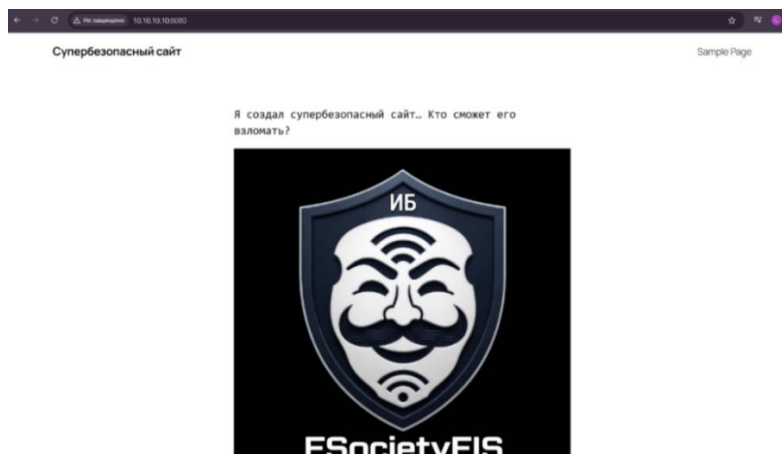 Не защищено 10.10.10.10:8080
Супербезопасный сайт
Sample Page
Я создал супербезопасный сайт… Кто сможет его
взломать?
ИБ
FSocietyFIS